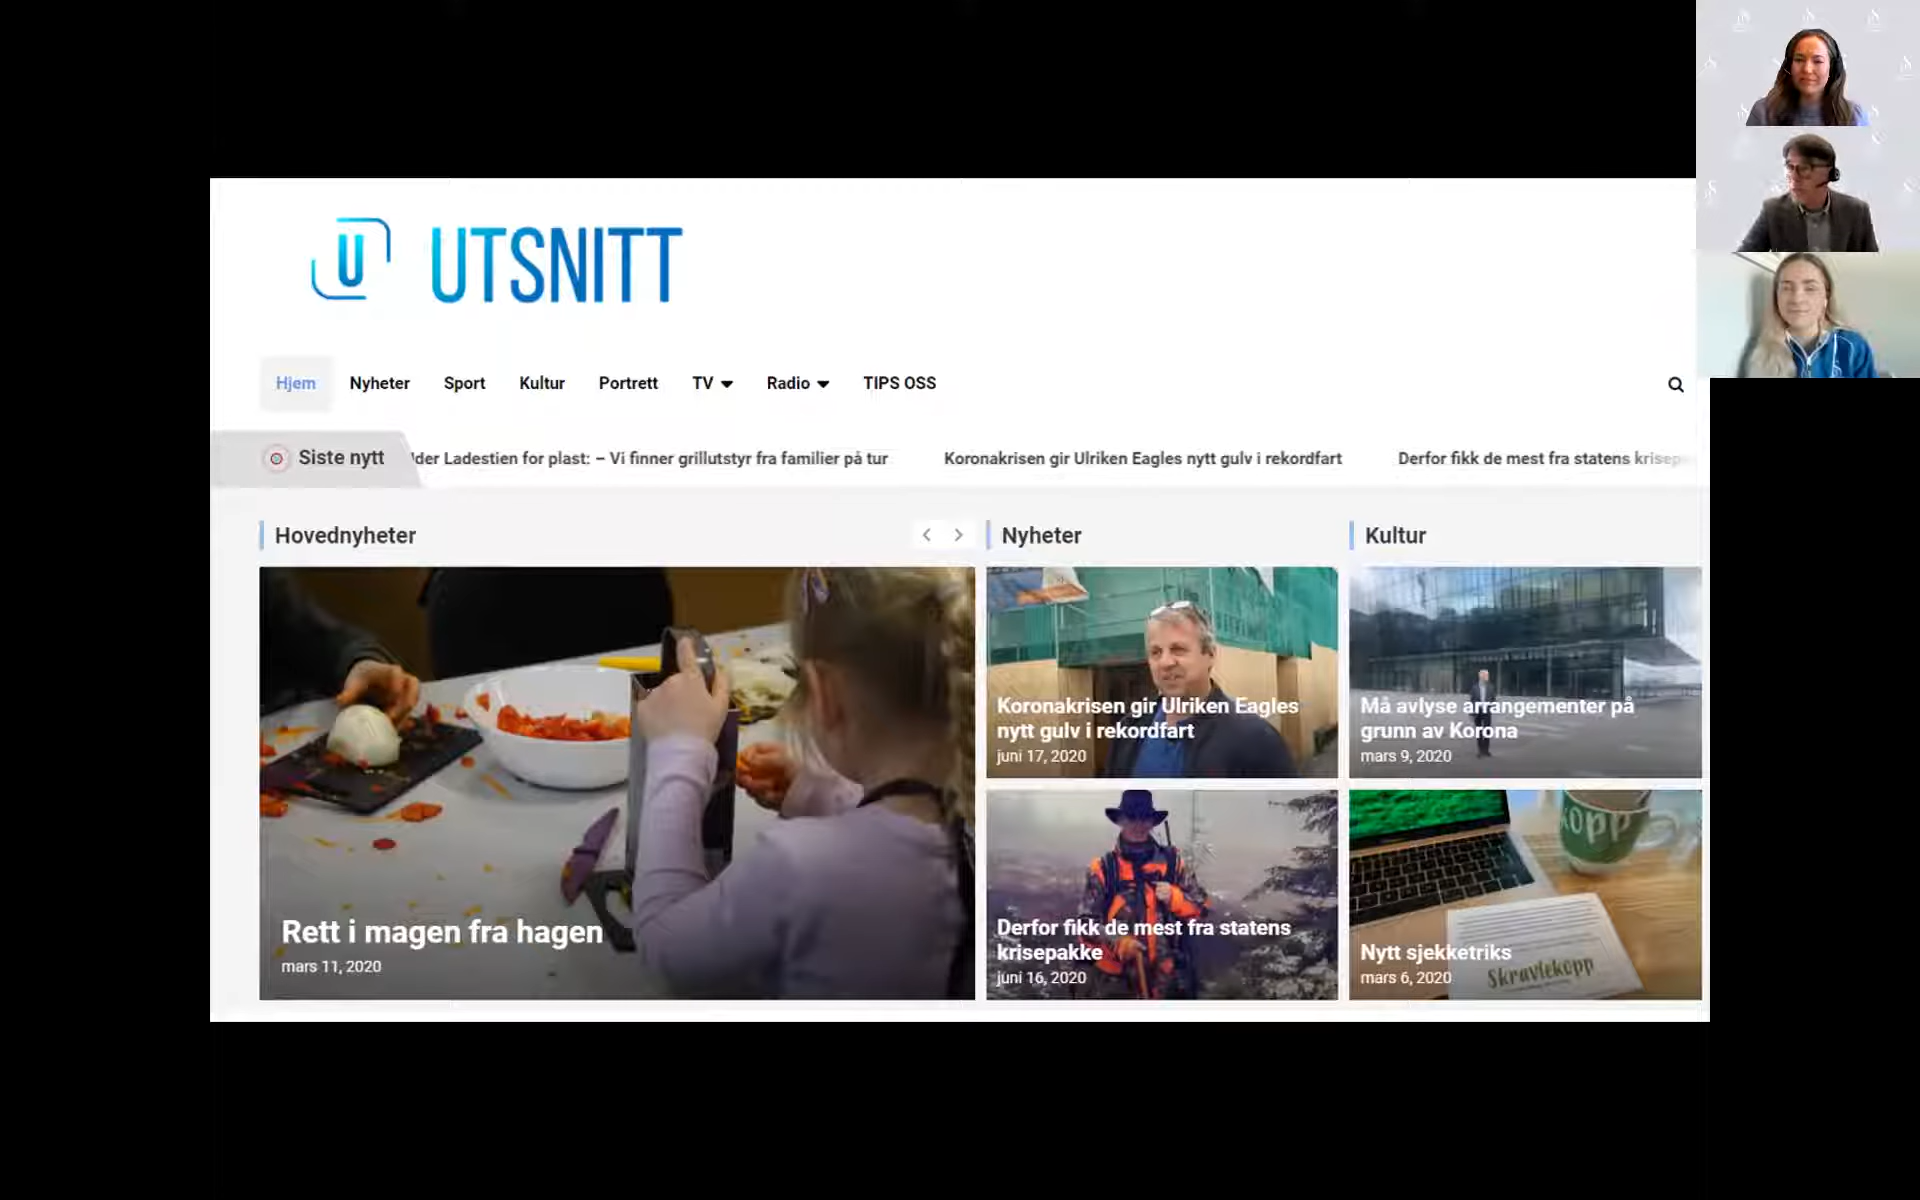 U UTSNITT
Hjem Nyheter Sport Kultur Portrett TV Radio TIPS OSS
Siste nytt Ladestien for plast: – Vi finner grillutstyr fra familier på tur Koronakrisen gir Ulriken Eagles nytt gulv i rekordfart Derfor fikk de mest fra statens
Hovednyheter
Nyheter
Kultur
Rett i magen fra hagen
mars 11, 2020
Koronakrisen gir Ulriken Eagles
nytt gulv i rekordfart
juni 17, 2020
Derfor fikk de mest fra statens
krisepakke
juni 16, 2020
Må avlyse arrangementer på
grunn av Korona
mars 9, 2020
kopp
Nytt sjekketriks
mars 6, 2020
Skravlekopp